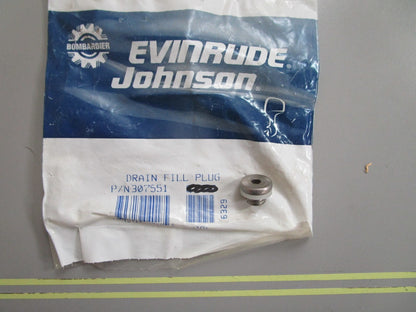 BOMBARDIER
EVINRUDE
Johnson
DRAIN FILL PLUG
P/N307551
6329